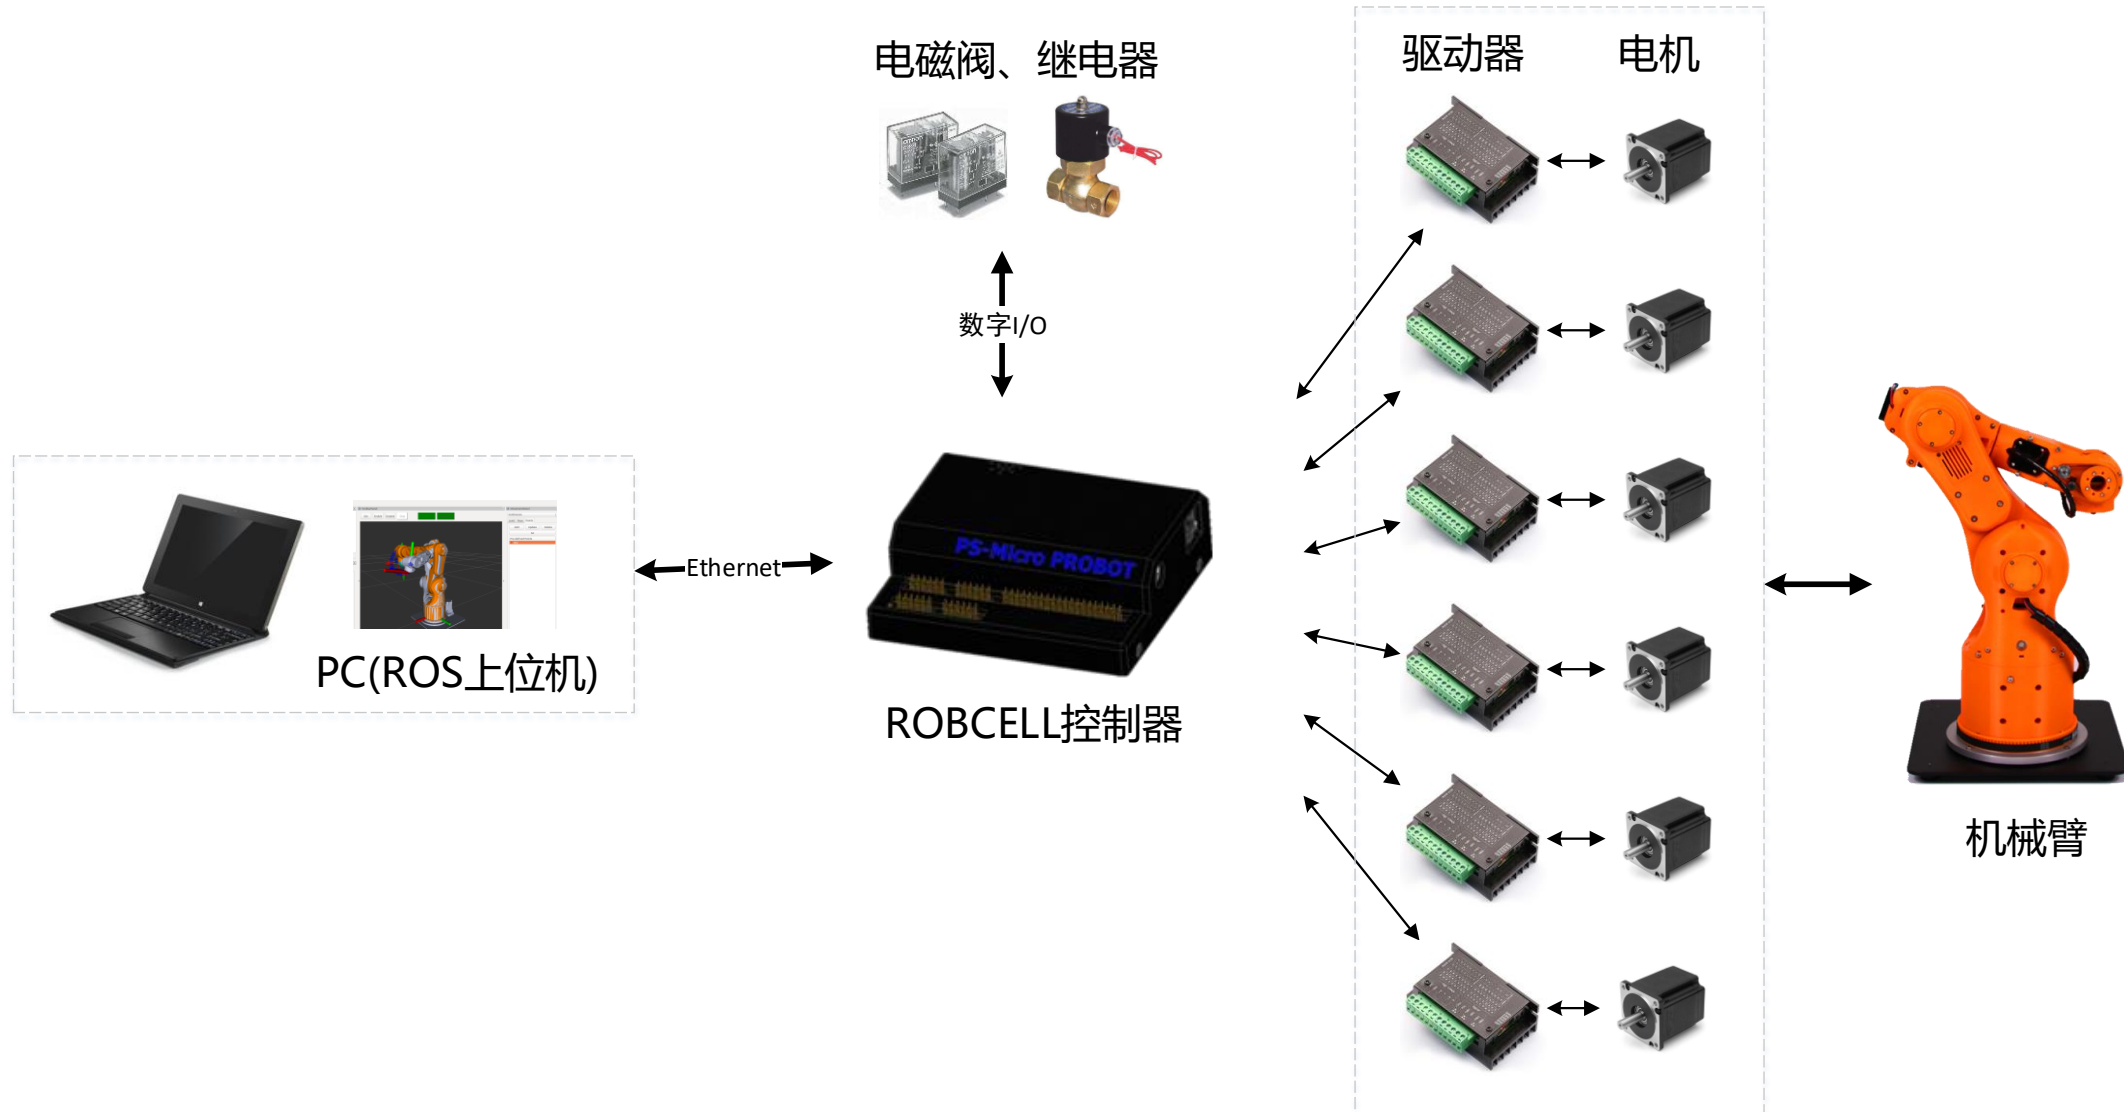 电磁阀、继电器
驱动器
电机
数字I/O
Ethernet
PS-Micro PROBOT
PC(ROS上位机)
ROBCELL控制器
机械臂